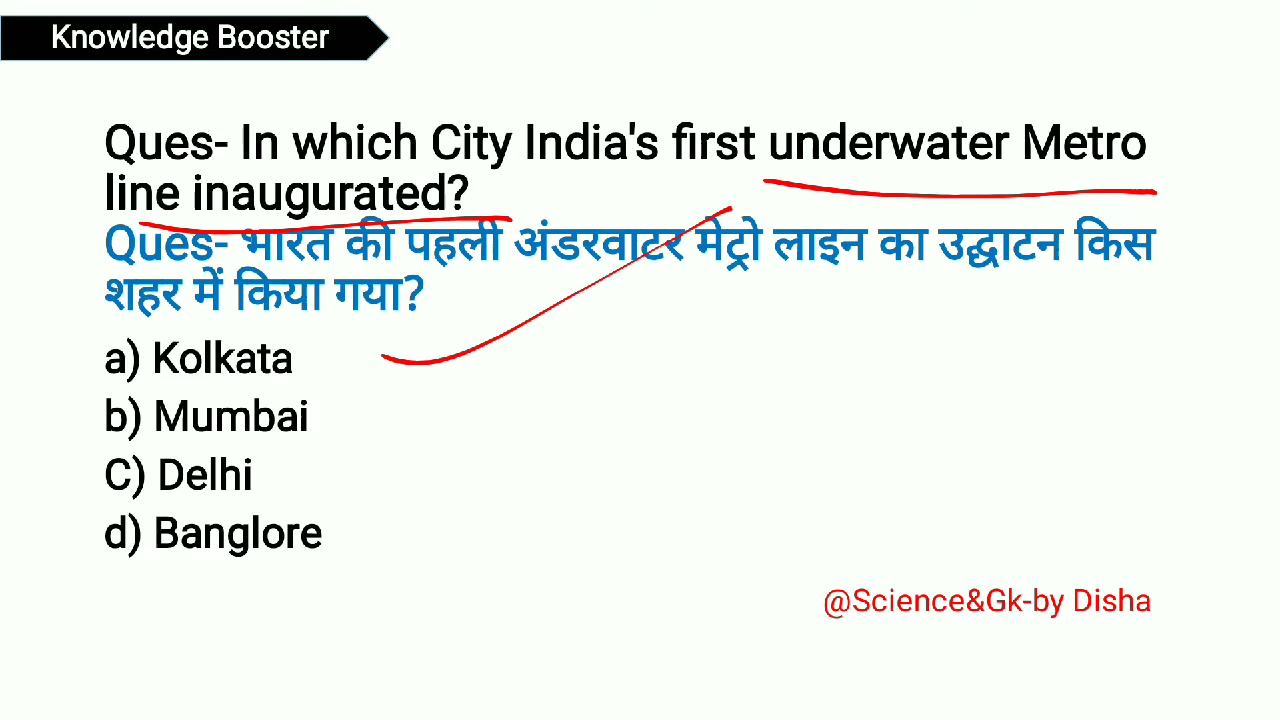 Knowledge Booster
Ques- In which City India's first underwater Metro
line inaugurated?
Ques- भारत की पहली अंडरवाटर मेट्रो लाइन का उद्घाटन किस
शहर में किया गया?
a) Kolkata
b) Mumbai
C) Delhi
d) Banglore
@Science&Gk-by Disha